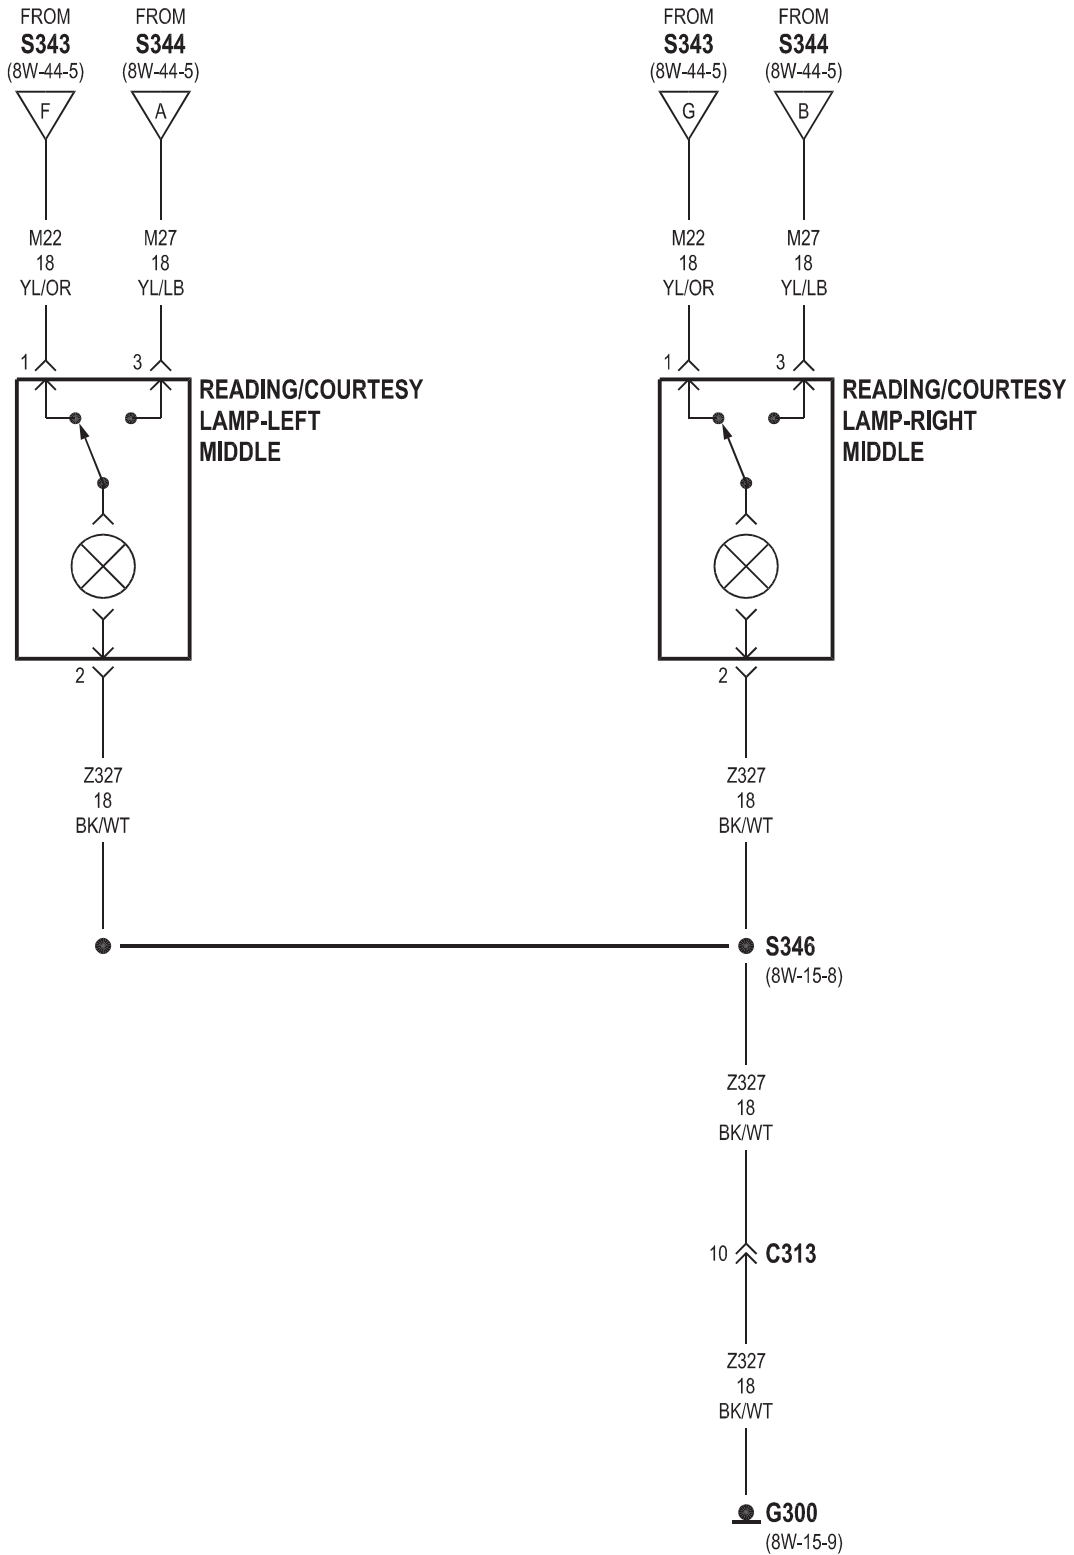 FROM
S343
(8W-44-5)
F
FROM
S344
(8W-44-5)
A
FROM
S343
(8W-44-5)
G
FROM
S344
(8W-44-5)
B
M22
18
YL/OR
M27
18
YL/LB
M22
18
YL/OR
M27
18
YL/LB
1
3
READING/COURTESY
LAMP-LEFT
MIDDLE
1
3
READING/COURTESY
LAMP-RIGHT
MIDDLE
2
2
Z327
18
BK/WT
Z327
18
BK/WT
S346
(8W-15-8)
Z327
18
BK/WT
10
C313
Z327
18
BK/WT
G300
(8W-15-9)